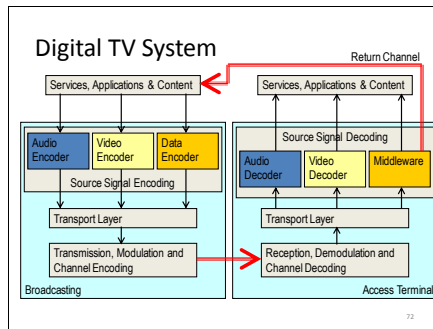 Digital TV System
Return Channel
Services, Applications & Content
Services, Applications & Content
Audio
Encoder
Video
Encoder
Data
Encoder
Source Signal Encoding
Transport Layer
Transmission, Modulation and
Channel Encoding
Broadcasting
Source Signal Decoding
Audio
Decoder
Video
Decoder
Middleware
Transport Layer
Reception, Demodulation and
Channel Decoding
Access Terminal
72